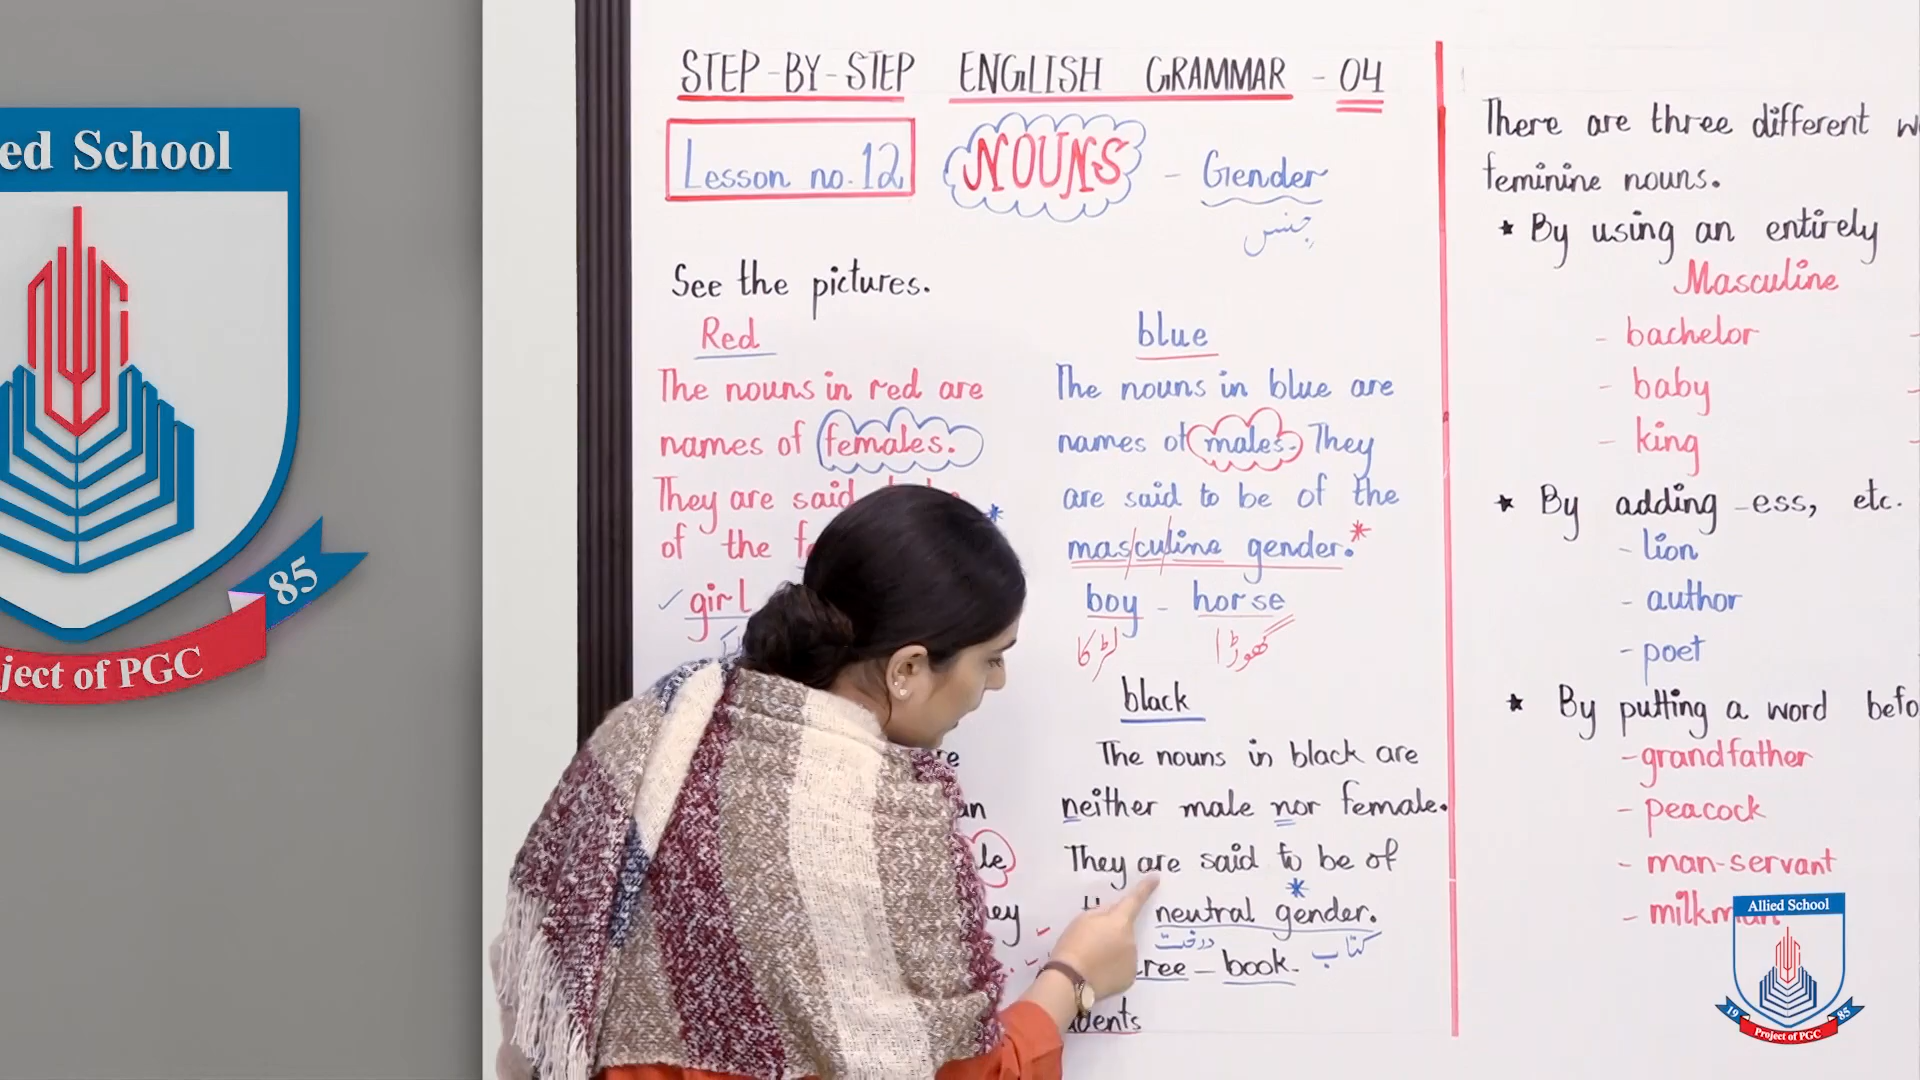 ed School
85
ject of PGC
STEP-BY-STEP ENGLISH GRAMMAR - 04
Lesson no. 12
NOUNS - Gender
جنس
See the pictures.
Red
The nouns in red are
names of females.
They are said
of the
girl
blue
The nouns in blue are
names of males. They
are said to be of the
masculine gender.*
boy - horse
لڑکا گھوڑا
black
The nouns in black are
neither male nor female.
They are said to be of
neutral gender.
درخت کتاب
ree - book.
dents
There are three different
feminine nouns.
* By using an entirely
Masculine
- bachelor
- baby
- king
* By adding -ess, etc.
- lion
- author
- poet
* By putting a word befo
- grandfather
- peacock
- man-servant
- milkman
Allied School
19 85
Project of PGC